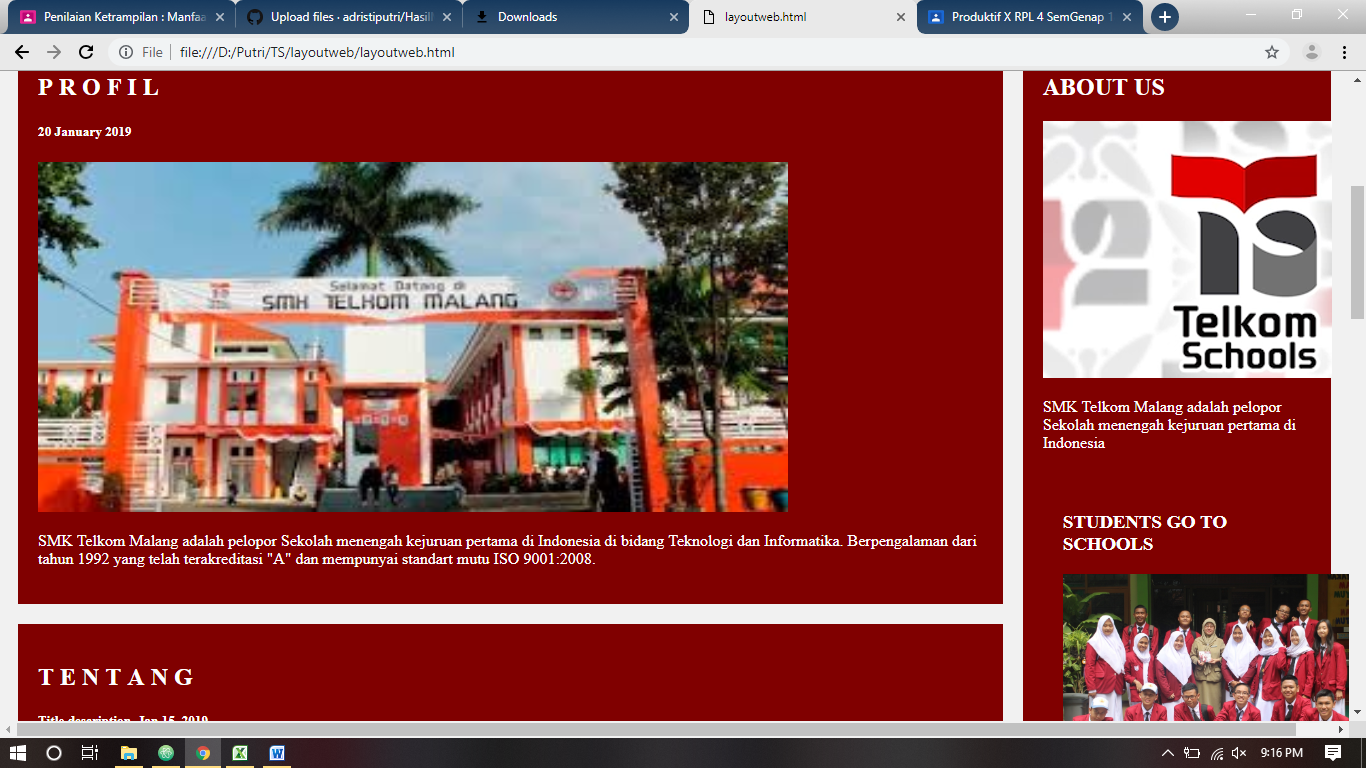 Penilaian Ketrampilan : Manfaa
Upload files · adristiputri/Hasil
Downloads
layoutweb.html
Produktif X RPL 4 SemGenap
File
file:///D:/Putri/TS/layoutweb/layoutweb.html
P R O F I L
20 January 2019
Selamat Datang di
SMK TELKOM MALANG
SMK Telkom Malang adalah pelopor Sekolah menengah kejuruan pertama di Indonesia di bidang Teknologi dan Informatika. Berpengalaman dari
tahun 1992 yang telah terakreditasi "A" dan mempunyai standart mutu ISO 9001:2008.
T E N T A N G
Title description, Jan 15, 2019
ABOUT US
Telkom
Schools
SMK Telkom Malang adalah pelopor
Sekolah menengah kejuruan pertama di
Indonesia
STUDENTS GO TO
SCHOOLS
9:16 PM